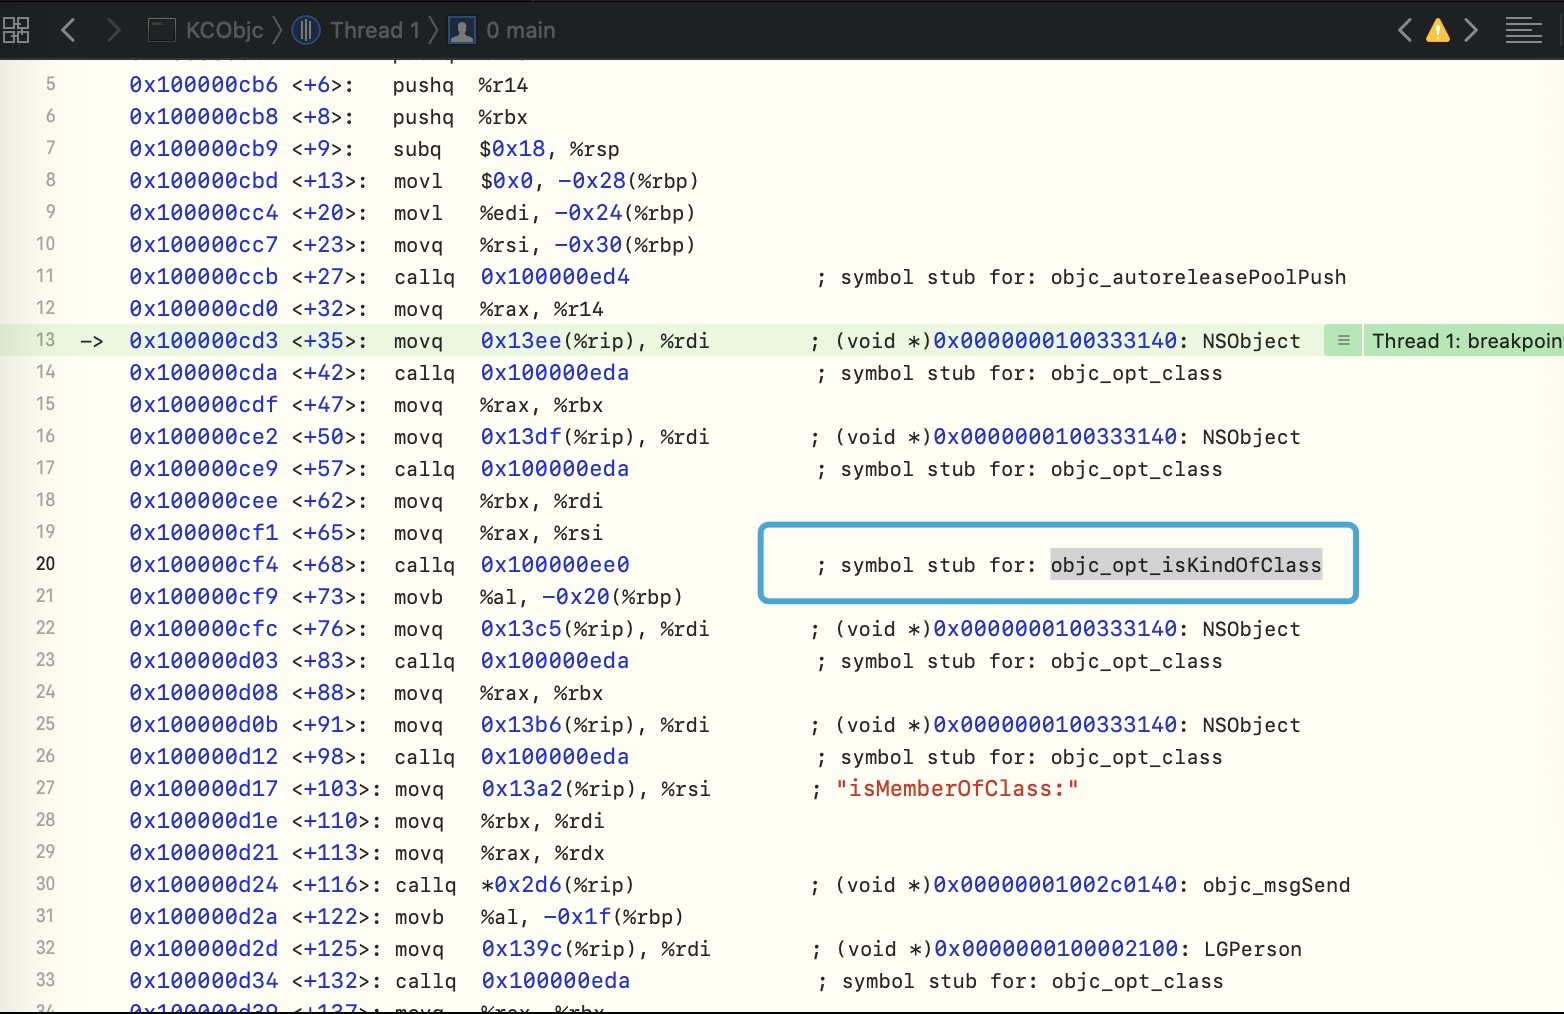 KCObjc 〉 Thread 1 〉 0 main
5 0x100000cb6 <+6>: pushq %r14
6 0x100000cb8 <+8>: pushq %rbx
7 0x100000cb9 <+9>: subq $0x18, %rsp
8 0x100000cbd <+13>: movl $0x0, -0x28(%rbp)
9 0x100000cc4 <+20>: movl %edi, -0x24(%rbp)
10 0x100000cc7 <+23>: movq %rsi, -0x30(%rbp)
11 0x100000ccb <+27>: callq 0x100000ed4 ; symbol stub for: objc_autoreleasePoolPush
12 0x100000cd0 <+32>: movq %rax, %r14
13 -> 0x100000cd3 <+35>: movq 0x13ee(%rip), %rdi ; (void *)0x0000000100333140: NSObject Thread 1: breakpoin
14 0x100000cda <+42>: callq 0x100000eda ; symbol stub for: objc_opt_class
15 0x100000cdf <+47>: movq %rax, %rbx
16 0x100000ce2 <+50>: movq 0x13df(%rip), %rdi ; (void *)0x0000000100333140: NSObject
17 0x100000ce9 <+57>: callq 0x100000eda ; symbol stub for: objc_opt_class
18 0x100000cee <+62>: movq %rbx, %rdi
19 0x100000cf1 <+65>: movq %rax, %rsi
20 0x100000cf4 <+68>: callq 0x100000ee0 ; symbol stub for: objc_opt_isKindOfClass
21 0x100000cf9 <+73>: movb %al, -0x20(%rbp)
22 0x100000cfc <+76>: movq 0x13c5(%rip), %rdi ; (void *)0x0000000100333140: NSObject
23 0x100000d03 <+83>: callq 0x100000eda ; symbol stub for: objc_opt_class
24 0x100000d08 <+88>: movq %rax, %rbx
25 0x100000d0b <+91>: movq 0x13b6(%rip), %rdi ; (void *)0x0000000100333140: NSObject
26 0x100000d12 <+98>: callq 0x100000eda ; symbol stub for: objc_opt_class
27 0x100000d17 <+103>: movq 0x13a2(%rip), %rsi ; "isMemberOfClass:"
28 0x100000d1e <+110>: movq %rbx, %rdi
29 0x100000d21 <+113>: movq %rax, %rdx
30 0x100000d24 <+116>: callq *0x2d6(%rip) ; (void *)0x00000001002c0140: objc_msgSend
31 0x100000d2a <+122>: movb %al, -0x1f(%rbp)
32 0x100000d2d <+125>: movq 0x139c(%rip), %rdi ; (void *)0x0000000100002100: LGPerson
33 0x100000d34 <+132>: callq 0x100000eda ; symbol stub for: objc_opt_class
34 0x100000d39 <+137>: movq %rax, %rbx